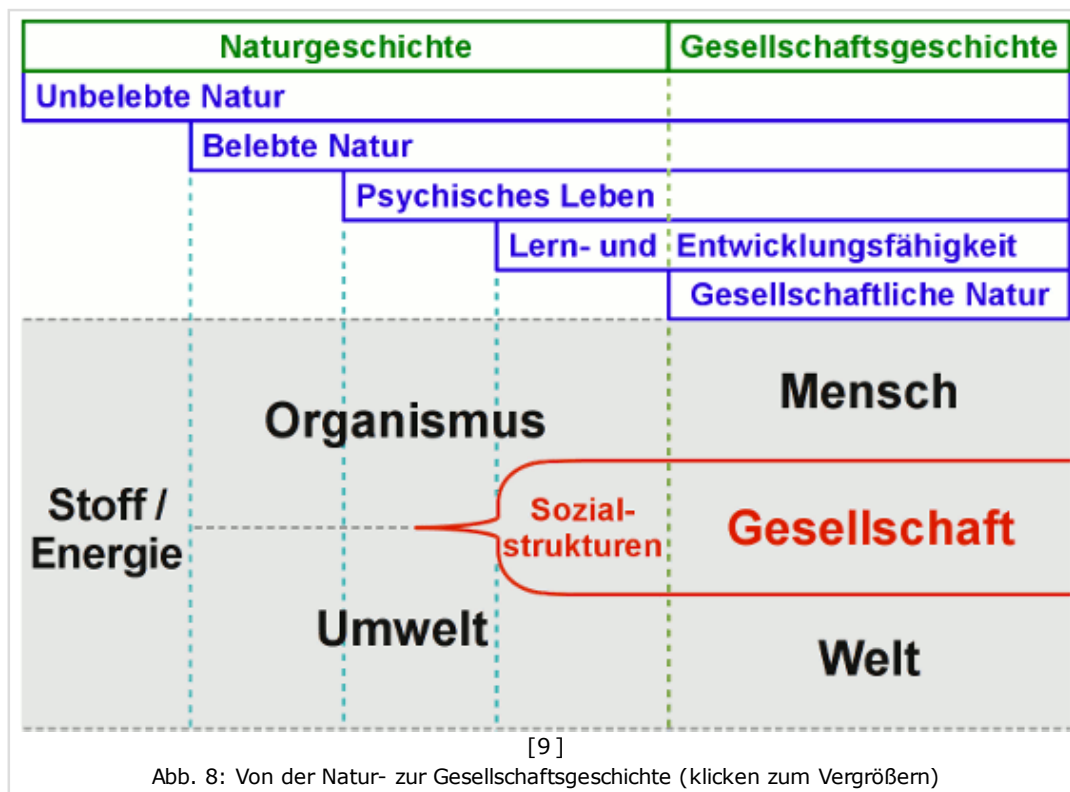 Naturgeschichte
Gesellschaftsgeschichte
Unbelebte Natur
Belebte Natur
Psychisches Leben
Lern- und Entwicklungsfähigkeit
Gesellschaftliche Natur
Mensch
Organismus
Stoff /
Energie
Sozial-
strukturen
Gesellschaft
Umwelt
Welt
[9]
Abb. 8: Von der Natur- zur Gesellschaftsgeschichte (klicken zum Vergrößern)